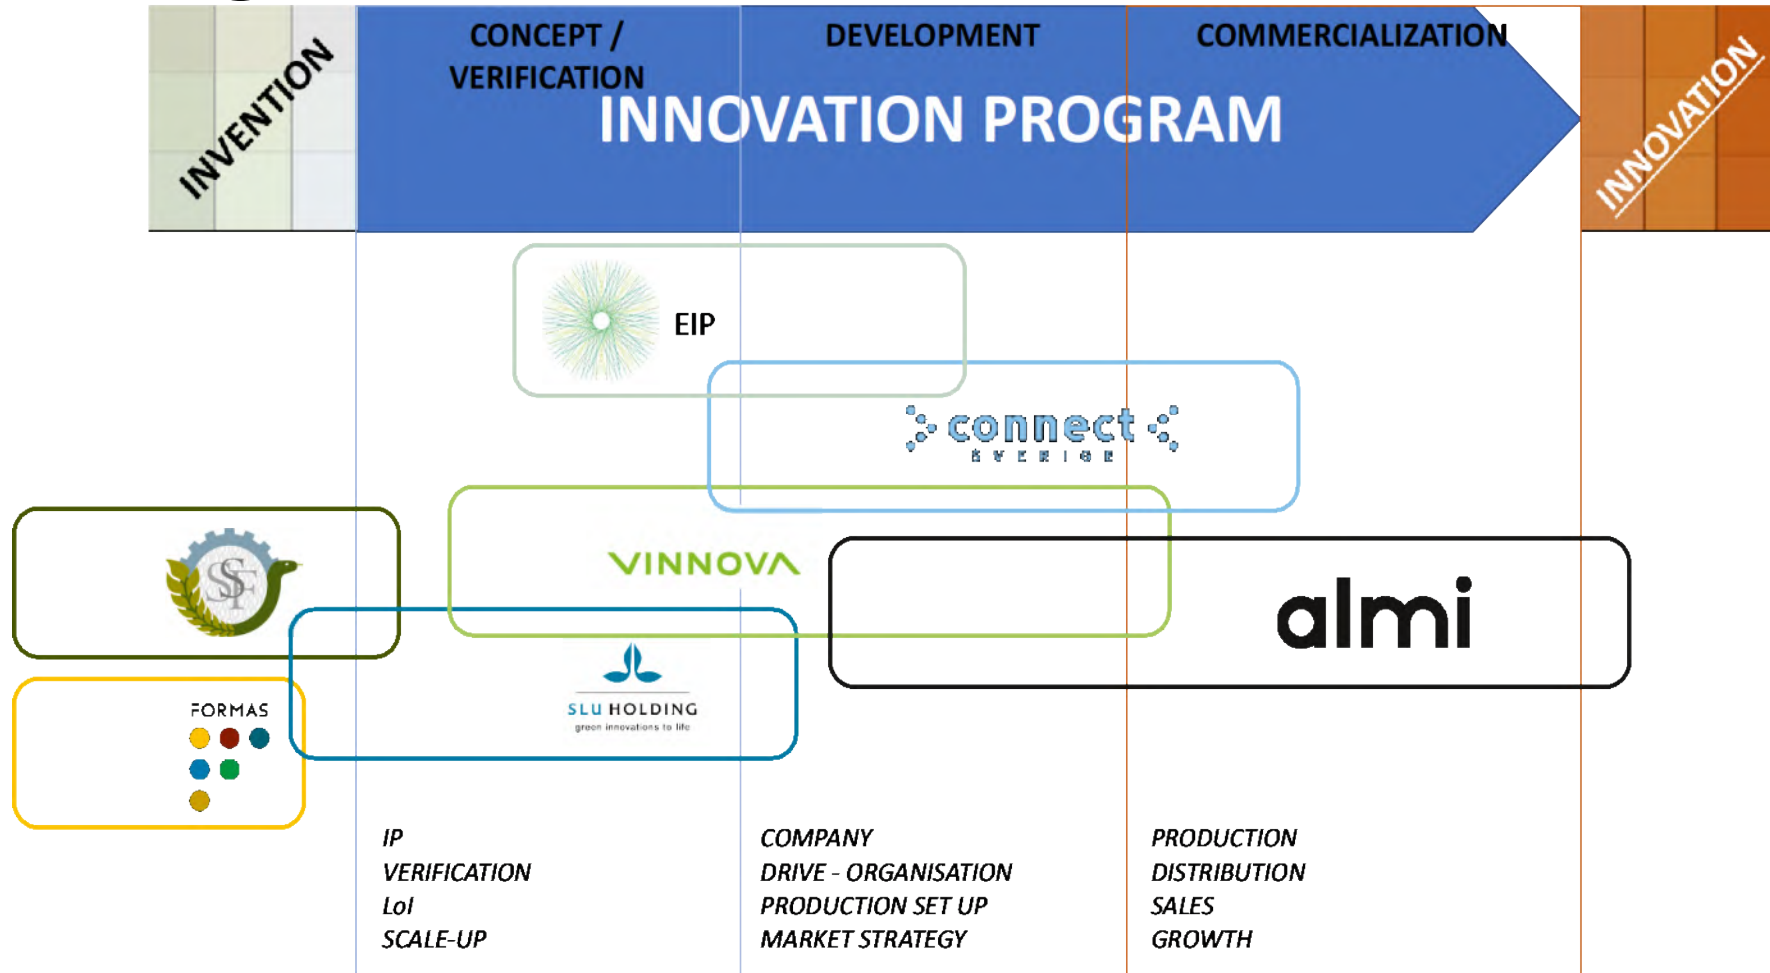 INVENTION
CONCEPT /
VERIFICATION
DEVELOPMENT
COMMERCIALIZATION
INNOVATION PROGRAM
INNOVATION
EIP
connect
SVERIGE
SSF
VINNOVA
almi
SLU HOLDING
green innovations to life
FORMAS
IP
VERIFICATION
LoI
SCALE-UP
COMPANY
DRIVE - ORGANISATION
PRODUCTION SET UP
MARKET STRATEGY
PRODUCTION
DISTRIBUTION
SALES
GROWTH